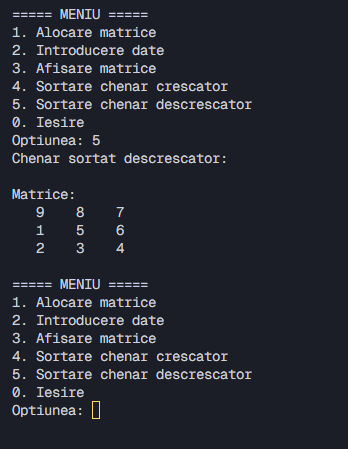 ===== MENIU =====
1. Alocare matrice
2. Introducere date
3. Afisare matrice
4. Sortare chenar crescator
5. Sortare chenar descrescator
0. Iesire
Optiunea: 5
Chenar sortat descrescator:
Matrice:
9 8 7
1 5 6
2 3 4
===== MENIU =====
1. Alocare matrice
2. Introducere date
3. Afisare matrice
4. Sortare chenar crescator
5. Sortare chenar descrescator
0. Iesire
Optiunea: